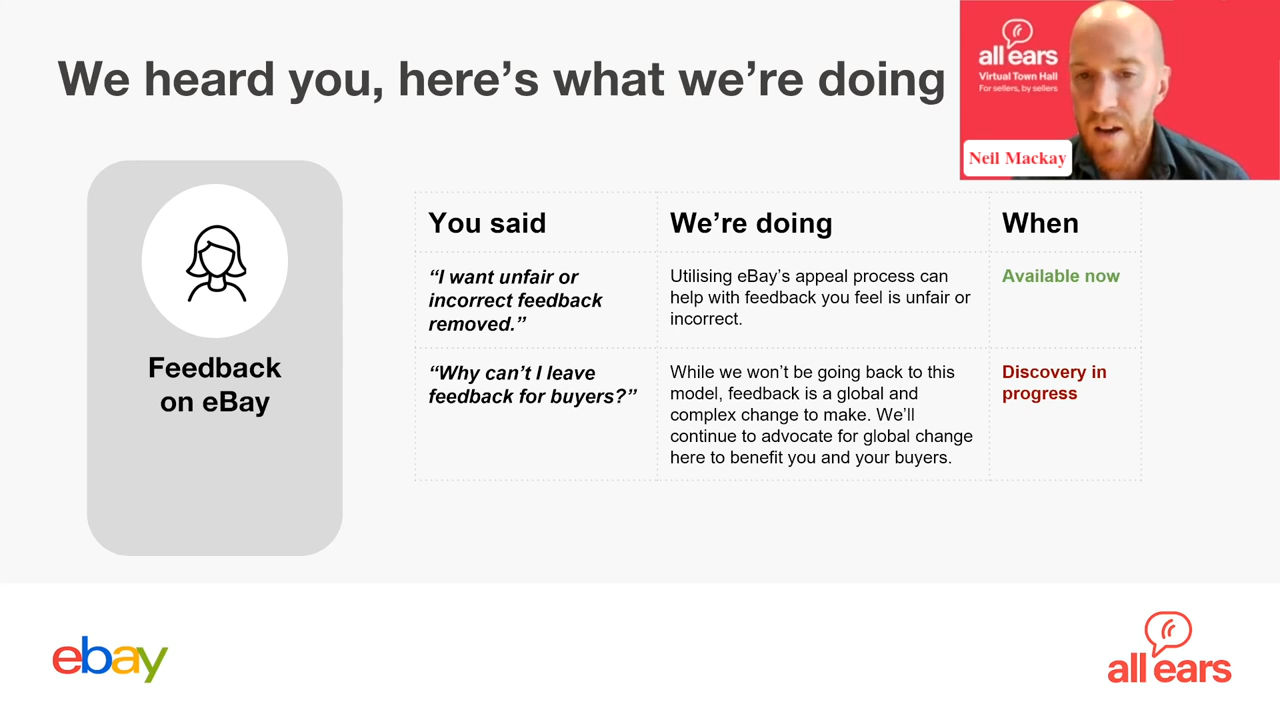 We heard you, here’s what we’re doing
all ears
Virtual Town Hall
For sellers, by sellers
Neil Mackay
Feedback
on eBay
You said
We’re doing
When
“I want unfair or
incorrect feedback
removed.”
Utilising eBay’s appeal process can
help with feedback you feel is unfair or
incorrect.
Available now
“Why can’t I leave
feedback for buyers?”
While we won’t be going back to this
model, feedback is a global and
complex change to make. We’ll
continue to advocate for global change
here to benefit you and your buyers.
Discovery in
progress
ebay
all ears